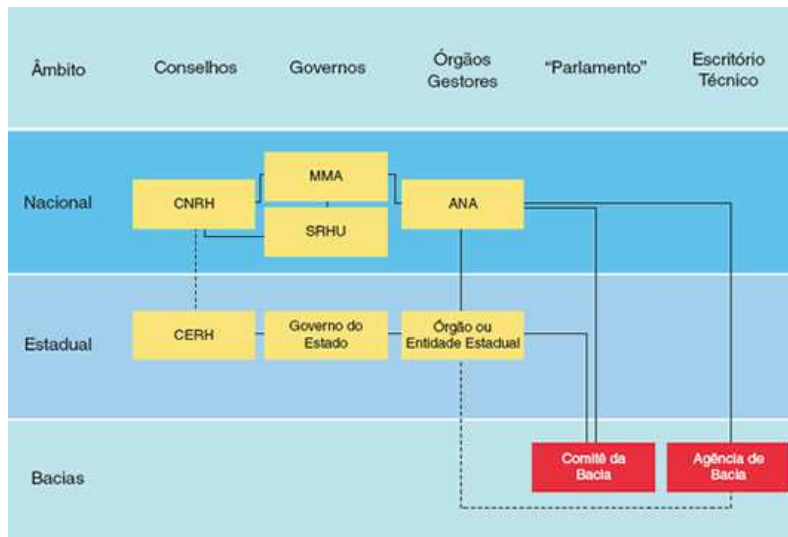 Âmbito
Conselhos
Governos
Órgãos
Gestores
“Parlamento”
Escritório
Técnico
Nacional
CNRH
MMA
SRHU
ANA
Estadual
CERH
Governo do
Estado
Órgão ou
Entidade Estadual
Bacias
Comitê da
Bacia
Agência de
Bacia